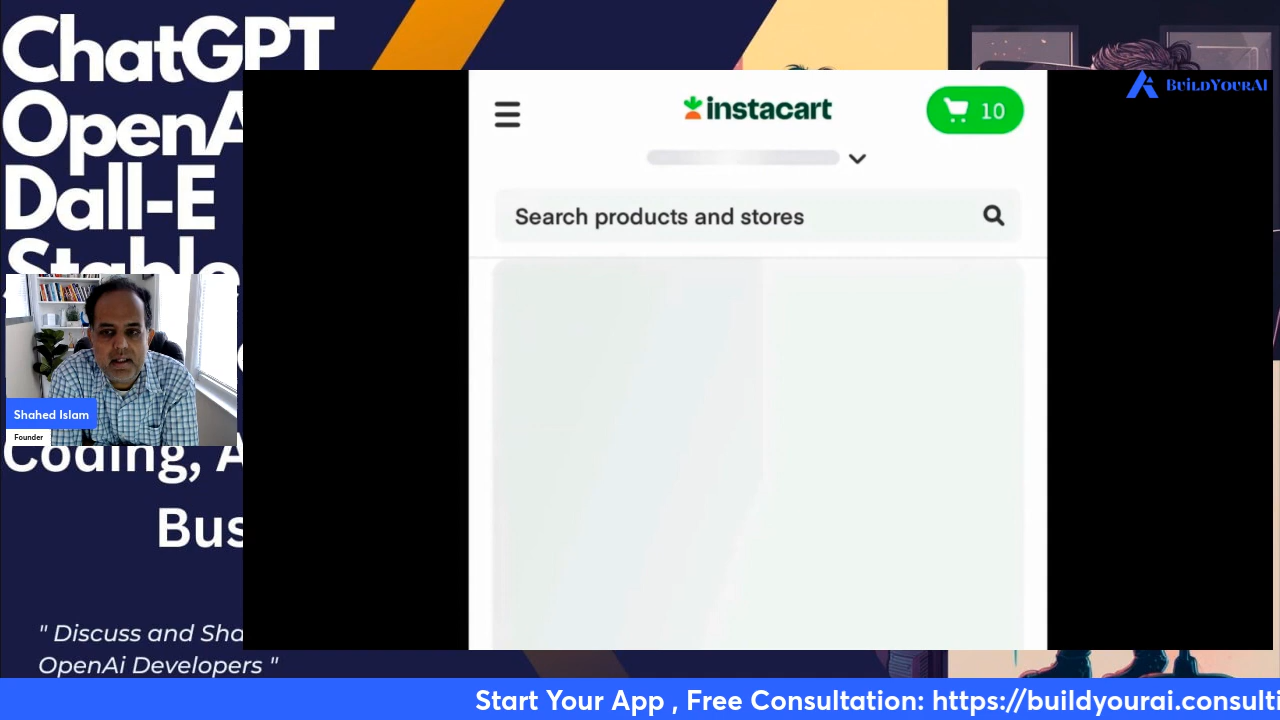 ChatGPT
OpenA
Dall-E
Stable
Coding, A
Bus
" Discuss and Sha
OpenAi Developers "
Shahed Islam
Founder
instacart
10
Search products and stores
BuildYourAI
Start Your App , Free Consultation: https://buildyourai.consulti